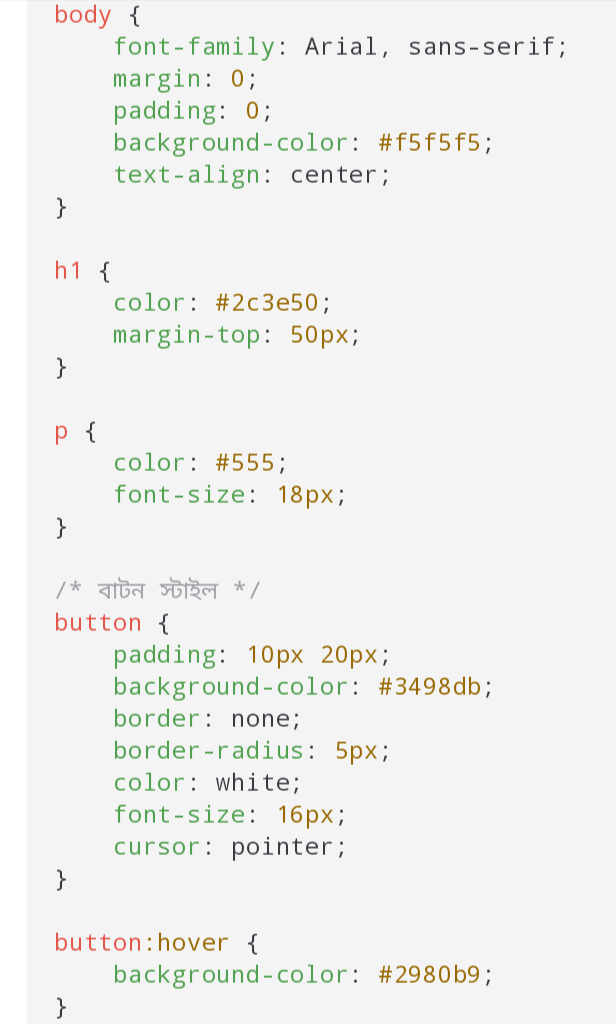 body {
    font-family: Arial, sans-serif;
    margin: 0;
    padding: 0;
    background-color: #f5f5f5;
    text-align: center;
}

h1 {
    color: #2c3e50;
    margin-top: 50px;
}

p {
    color: #555;
    font-size: 18px;
}

/* বাটন স্টাইল */
button {
    padding: 10px 20px;
    background-color: #3498db;
    border: none;
    border-radius: 5px;
    color: white;
    font-size: 16px;
    cursor: pointer;
}

button:hover {
    background-color: #2980b9;
}